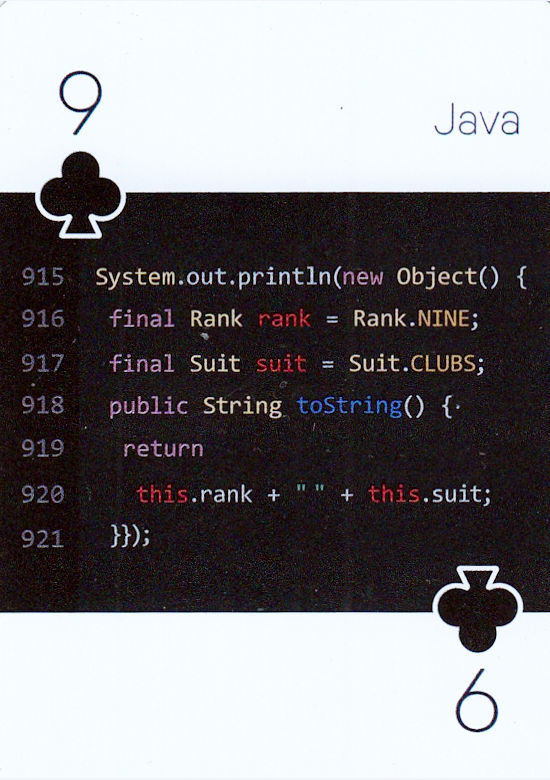 9
Java
915 System.out.println(new Object() {
916 final Rank rank = Rank.NINE;
917 final Suit suit = Suit.CLUBS;
918 public String toString() {
919 return
920 this.rank + " " + this.suit;
921 }});
9